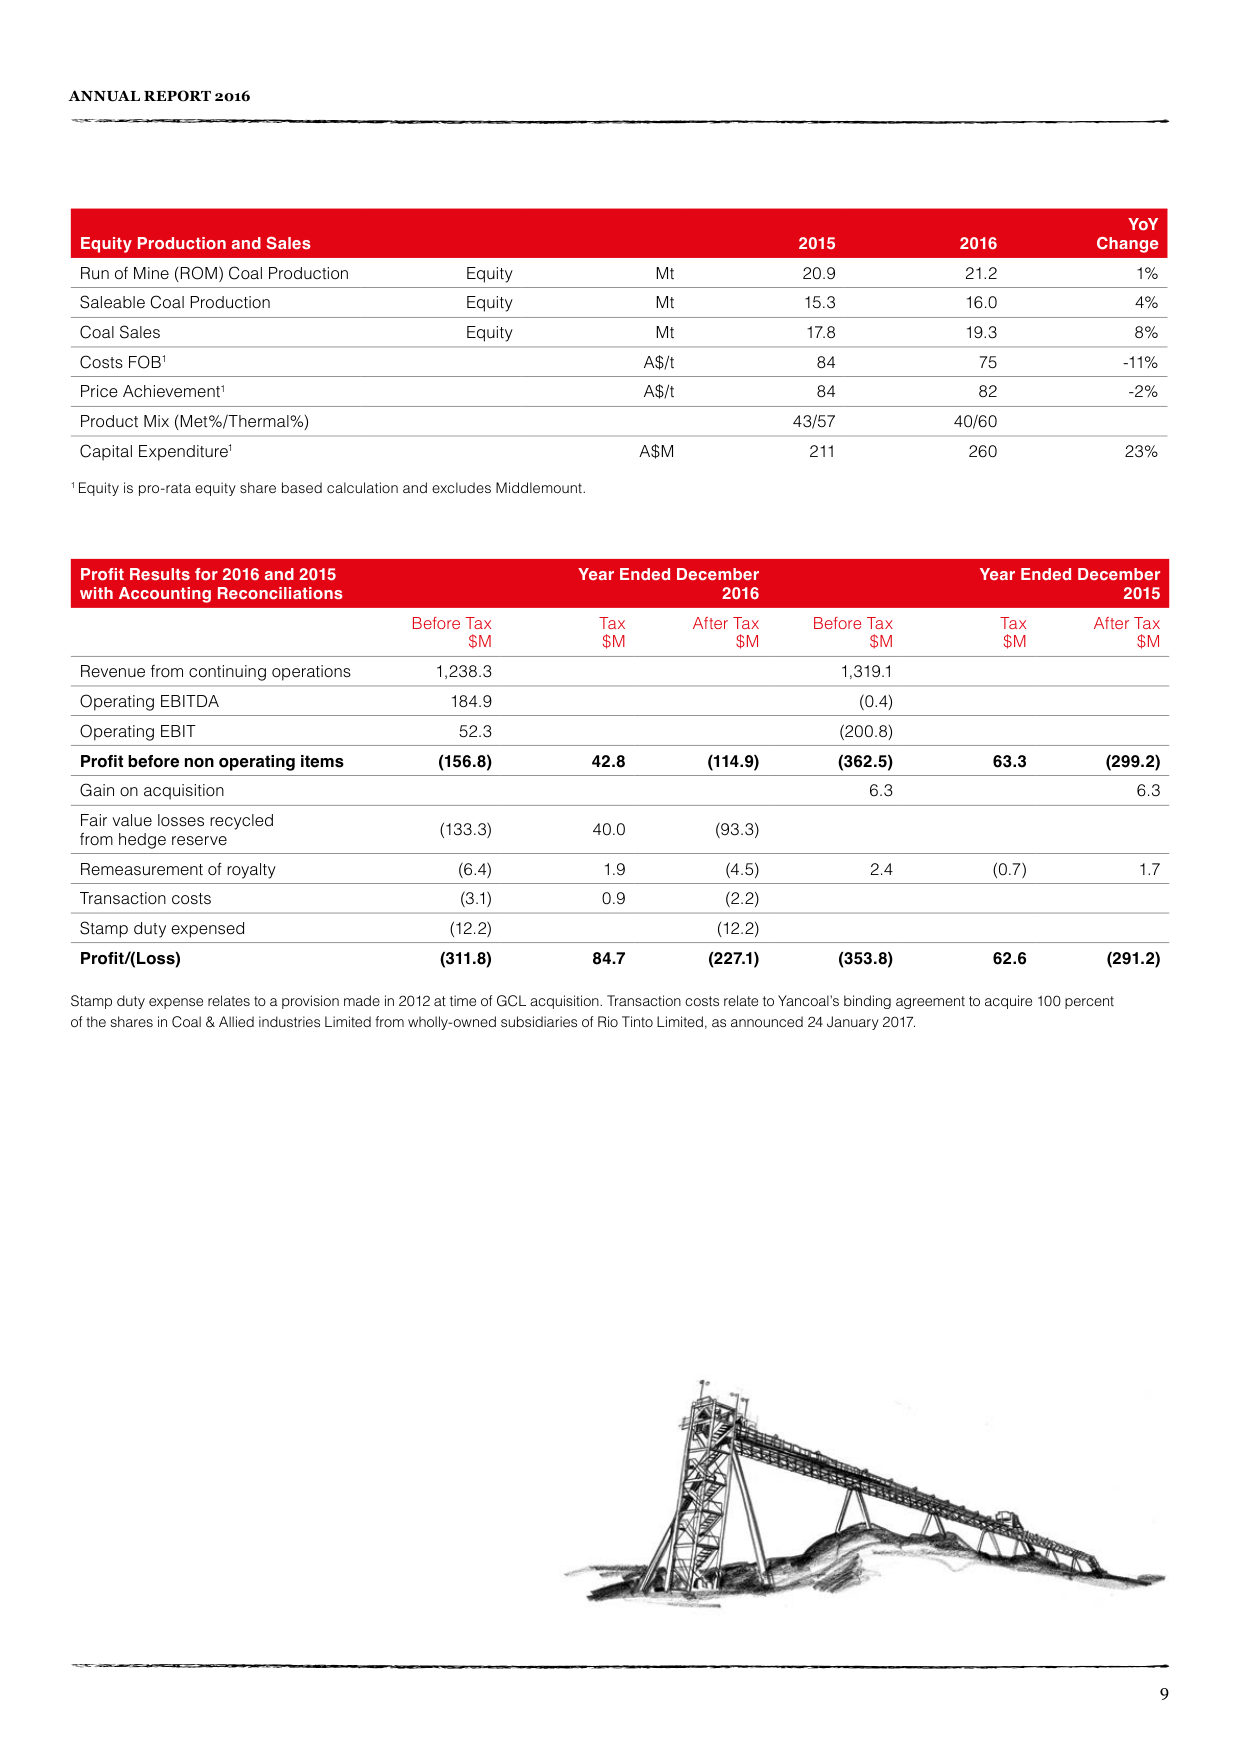 ANNUAL REPORT 2016
Equity Production and Sales 2015 2016 YoY Change
Run of Mine (ROM) Coal Production Equity Mt 20.9 21.2 1%
Saleable Coal Production Equity Mt 15.3 16.0 4%
Coal Sales Equity Mt 17.8 19.3 8%
Costs FOB¹ A$/t 84 75 -11%
Price Achievement¹ A$/t 84 82 -2%
Product Mix (Met%/Thermal%) 43/57 40/60
Capital Expenditure¹ A$M 211 260 23%
¹ Equity is pro-rata equity share based calculation and excludes Middlemount.
Profit Results for 2016 and 2015 Year Ended December Year Ended December
with Accounting Reconciliations 2016 2015
Before Tax Tax After Tax Before Tax Tax After Tax
$M $M $M $M $M $M
Revenue from continuing operations 1,238.3 1,319.1
Operating EBITDA 184.9 (0.4)
Operating EBIT 52.3 (200.8)
Profit before non operating items (156.8) 42.8 (114.9) (362.5) 63.3 (299.2)
Gain on acquisition 6.3 6.3
Fair value losses recycled
from hedge reserve (133.3) 40.0 (93.3)
Remeasurement of royalty (6.4) 1.9 (4.5) 2.4 (0.7) 1.7
Transaction costs (3.1) 0.9 (2.2)
Stamp duty expensed (12.2) (12.2)
Profit/(Loss) (311.8) 84.7 (227.1) (353.8) 62.6 (291.2)
Stamp duty expense relates to a provision made in 2012 at time of GCL acquisition. Transaction costs relate to Yancoal's binding agreement to acquire 100 percent
of the shares in Coal & Allied industries Limited from wholly-owned subsidiaries of Rio Tinto Limited, as announced 24 January 2017.
9